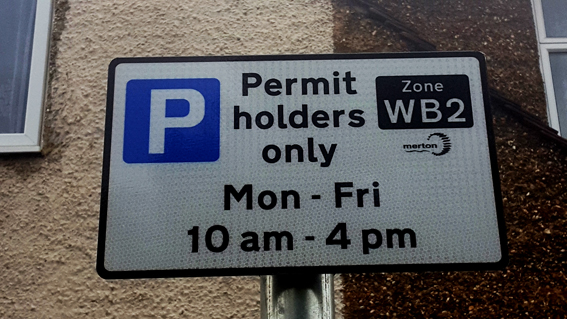 P
Permit
holders
only
Zone
WB2
merton
Mon - Fri
10 am - 4 pm